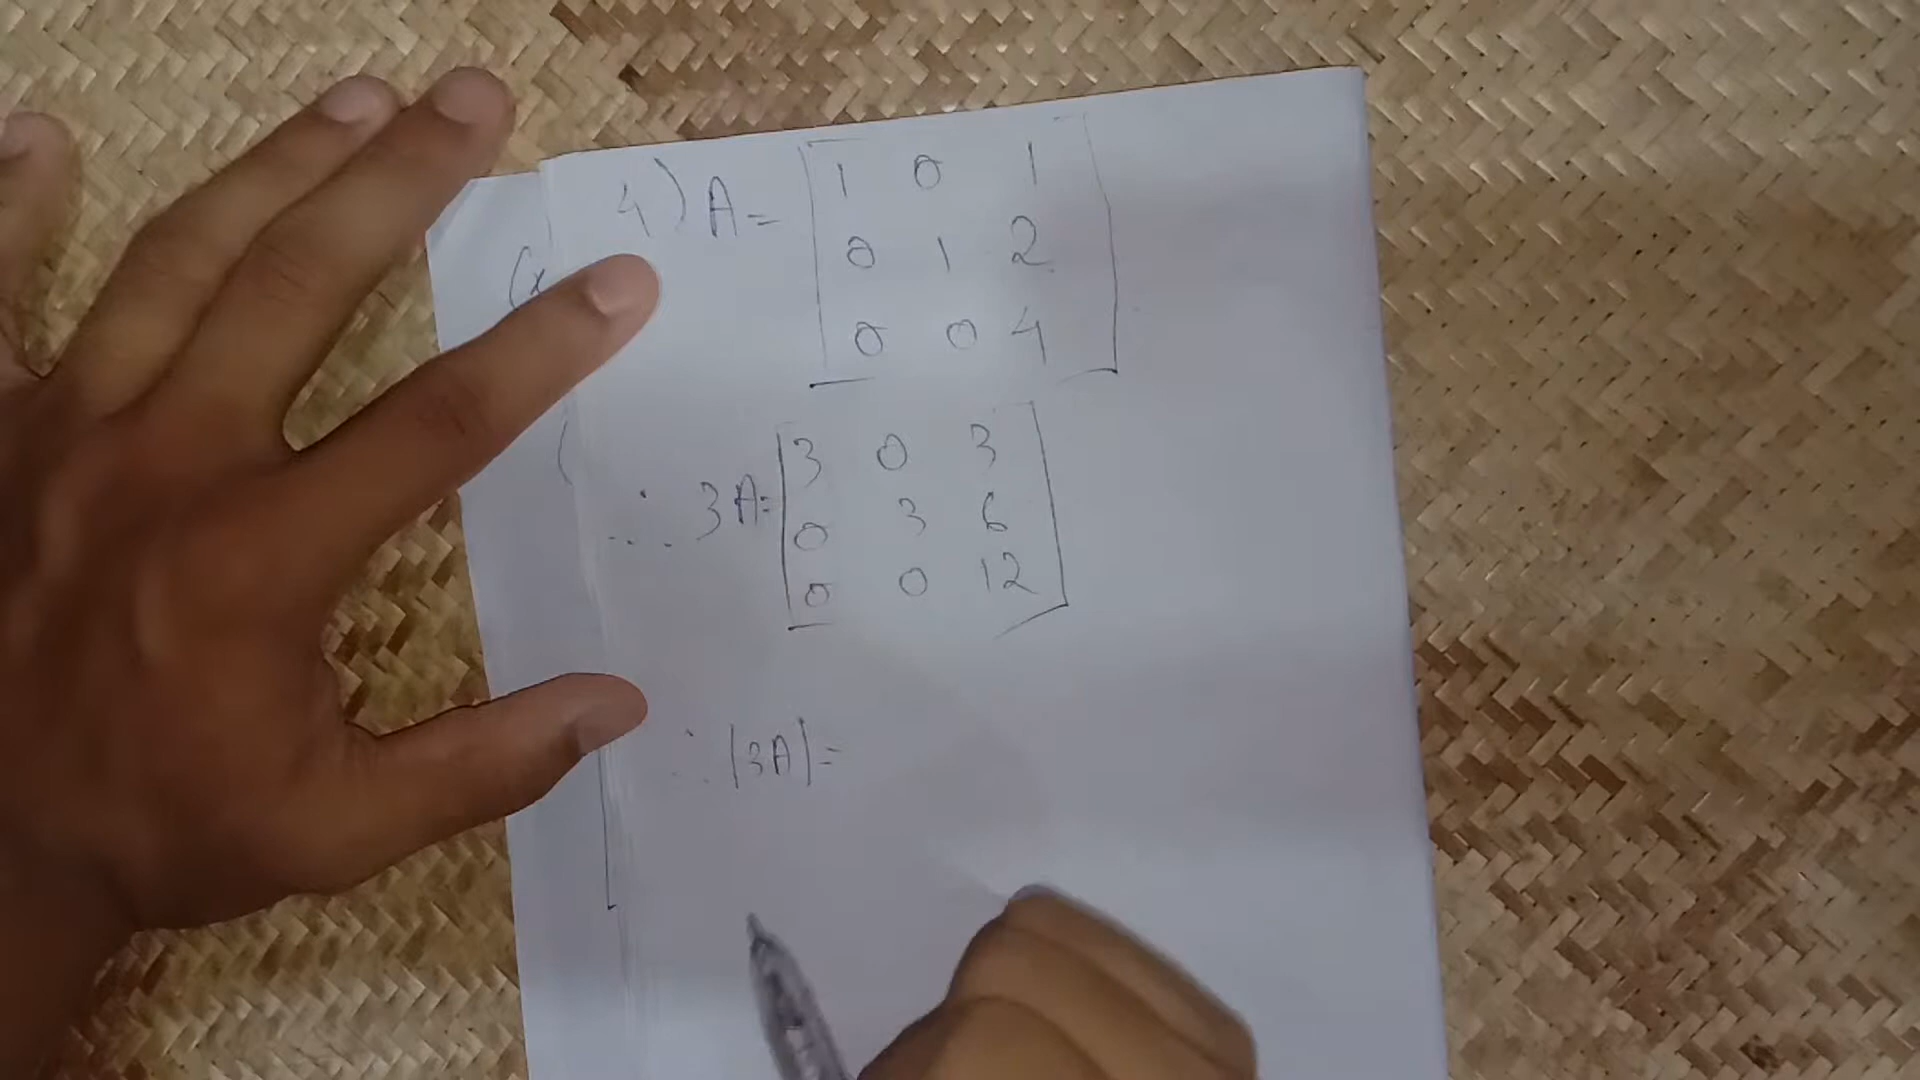 4) A = [1 0 1
0 1 2
0 0 4]
(x
(
∴ 3A = [3 0 3
0 3 6
0 0 12]
∴ |3A| =